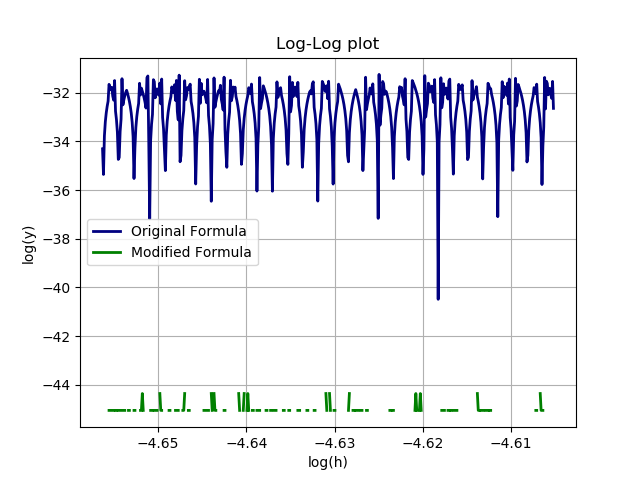 Log-Log plot
log(y)
−32
−34
−36
−38
−40
−42
−44
Original Formula
Modified Formula
−4.65
−4.64
−4.63
−4.62
−4.61
log(h)